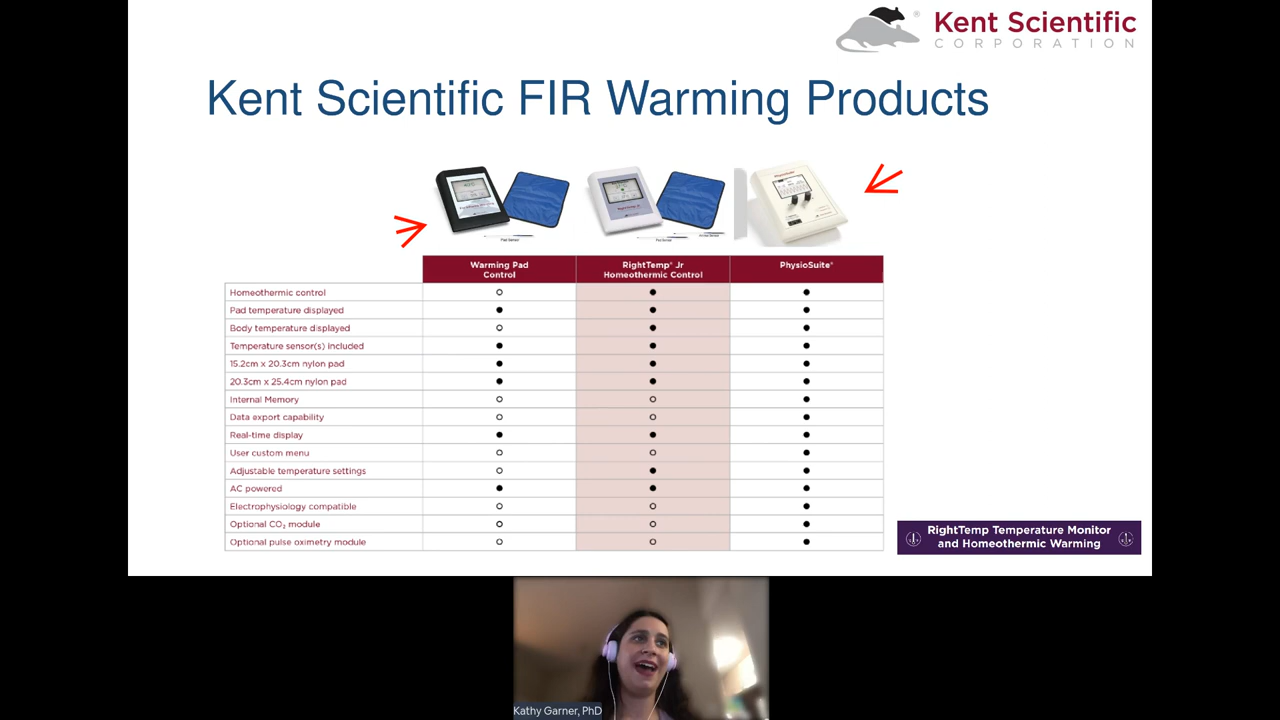 Kent Scientific
CORPORATION
Kent Scientific FIR Warming Products
Warming Pad
Control
RightTemp® Jr
Homeothermic Control
PhysioSuite®
Homeothermic control
Pad temperature displayed
Body temperature displayed
Temperature sensor(s) included
15.2cm x 20.3cm nylon pad
20.3cm x 25.4cm nylon pad
Internal Memory
Data export capability
Real-time display
User custom menu
Adjustable temperature settings
AC powered
Electrophysiology compatible
Optional CO₂ module
Optional pulse oximetry module
RightTemp Temperature Monitor
and Homeothermic Warming
Kathy Garner, PhD